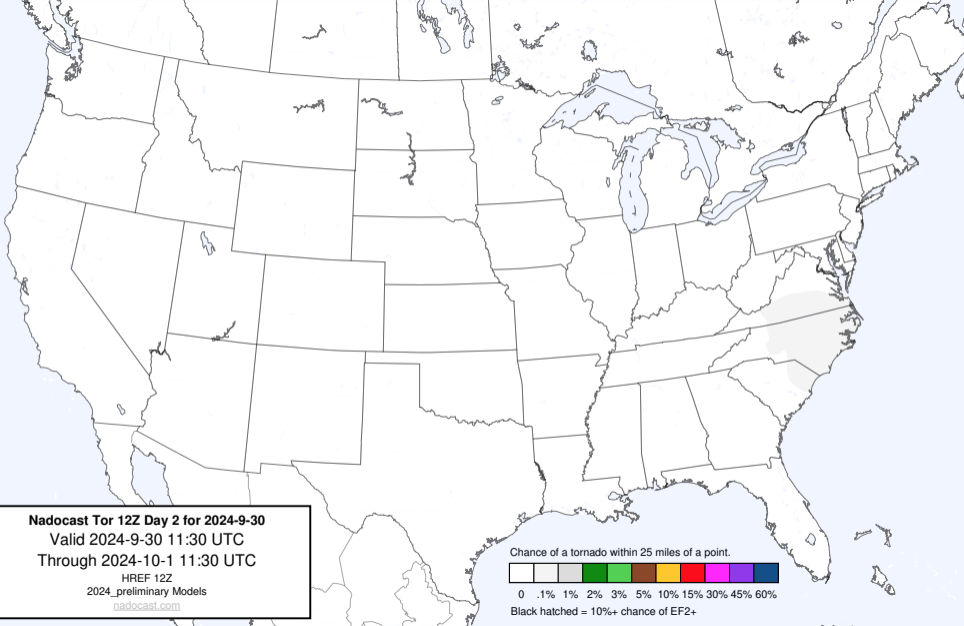 Nadocast Tor 12Z Day 2 for 2024-9-30
Valid 2024-9-30 11:30 UTC
Through 2024-10-1 11:30 UTC
HREF 12Z
2024_preliminary Models
nadocast.com
Chance of a tornado within 25 miles of a point.
0 .1% 1% 2% 3% 5% 10% 15% 30% 45% 60%
Black hatched = 10%+ chance of EF2+